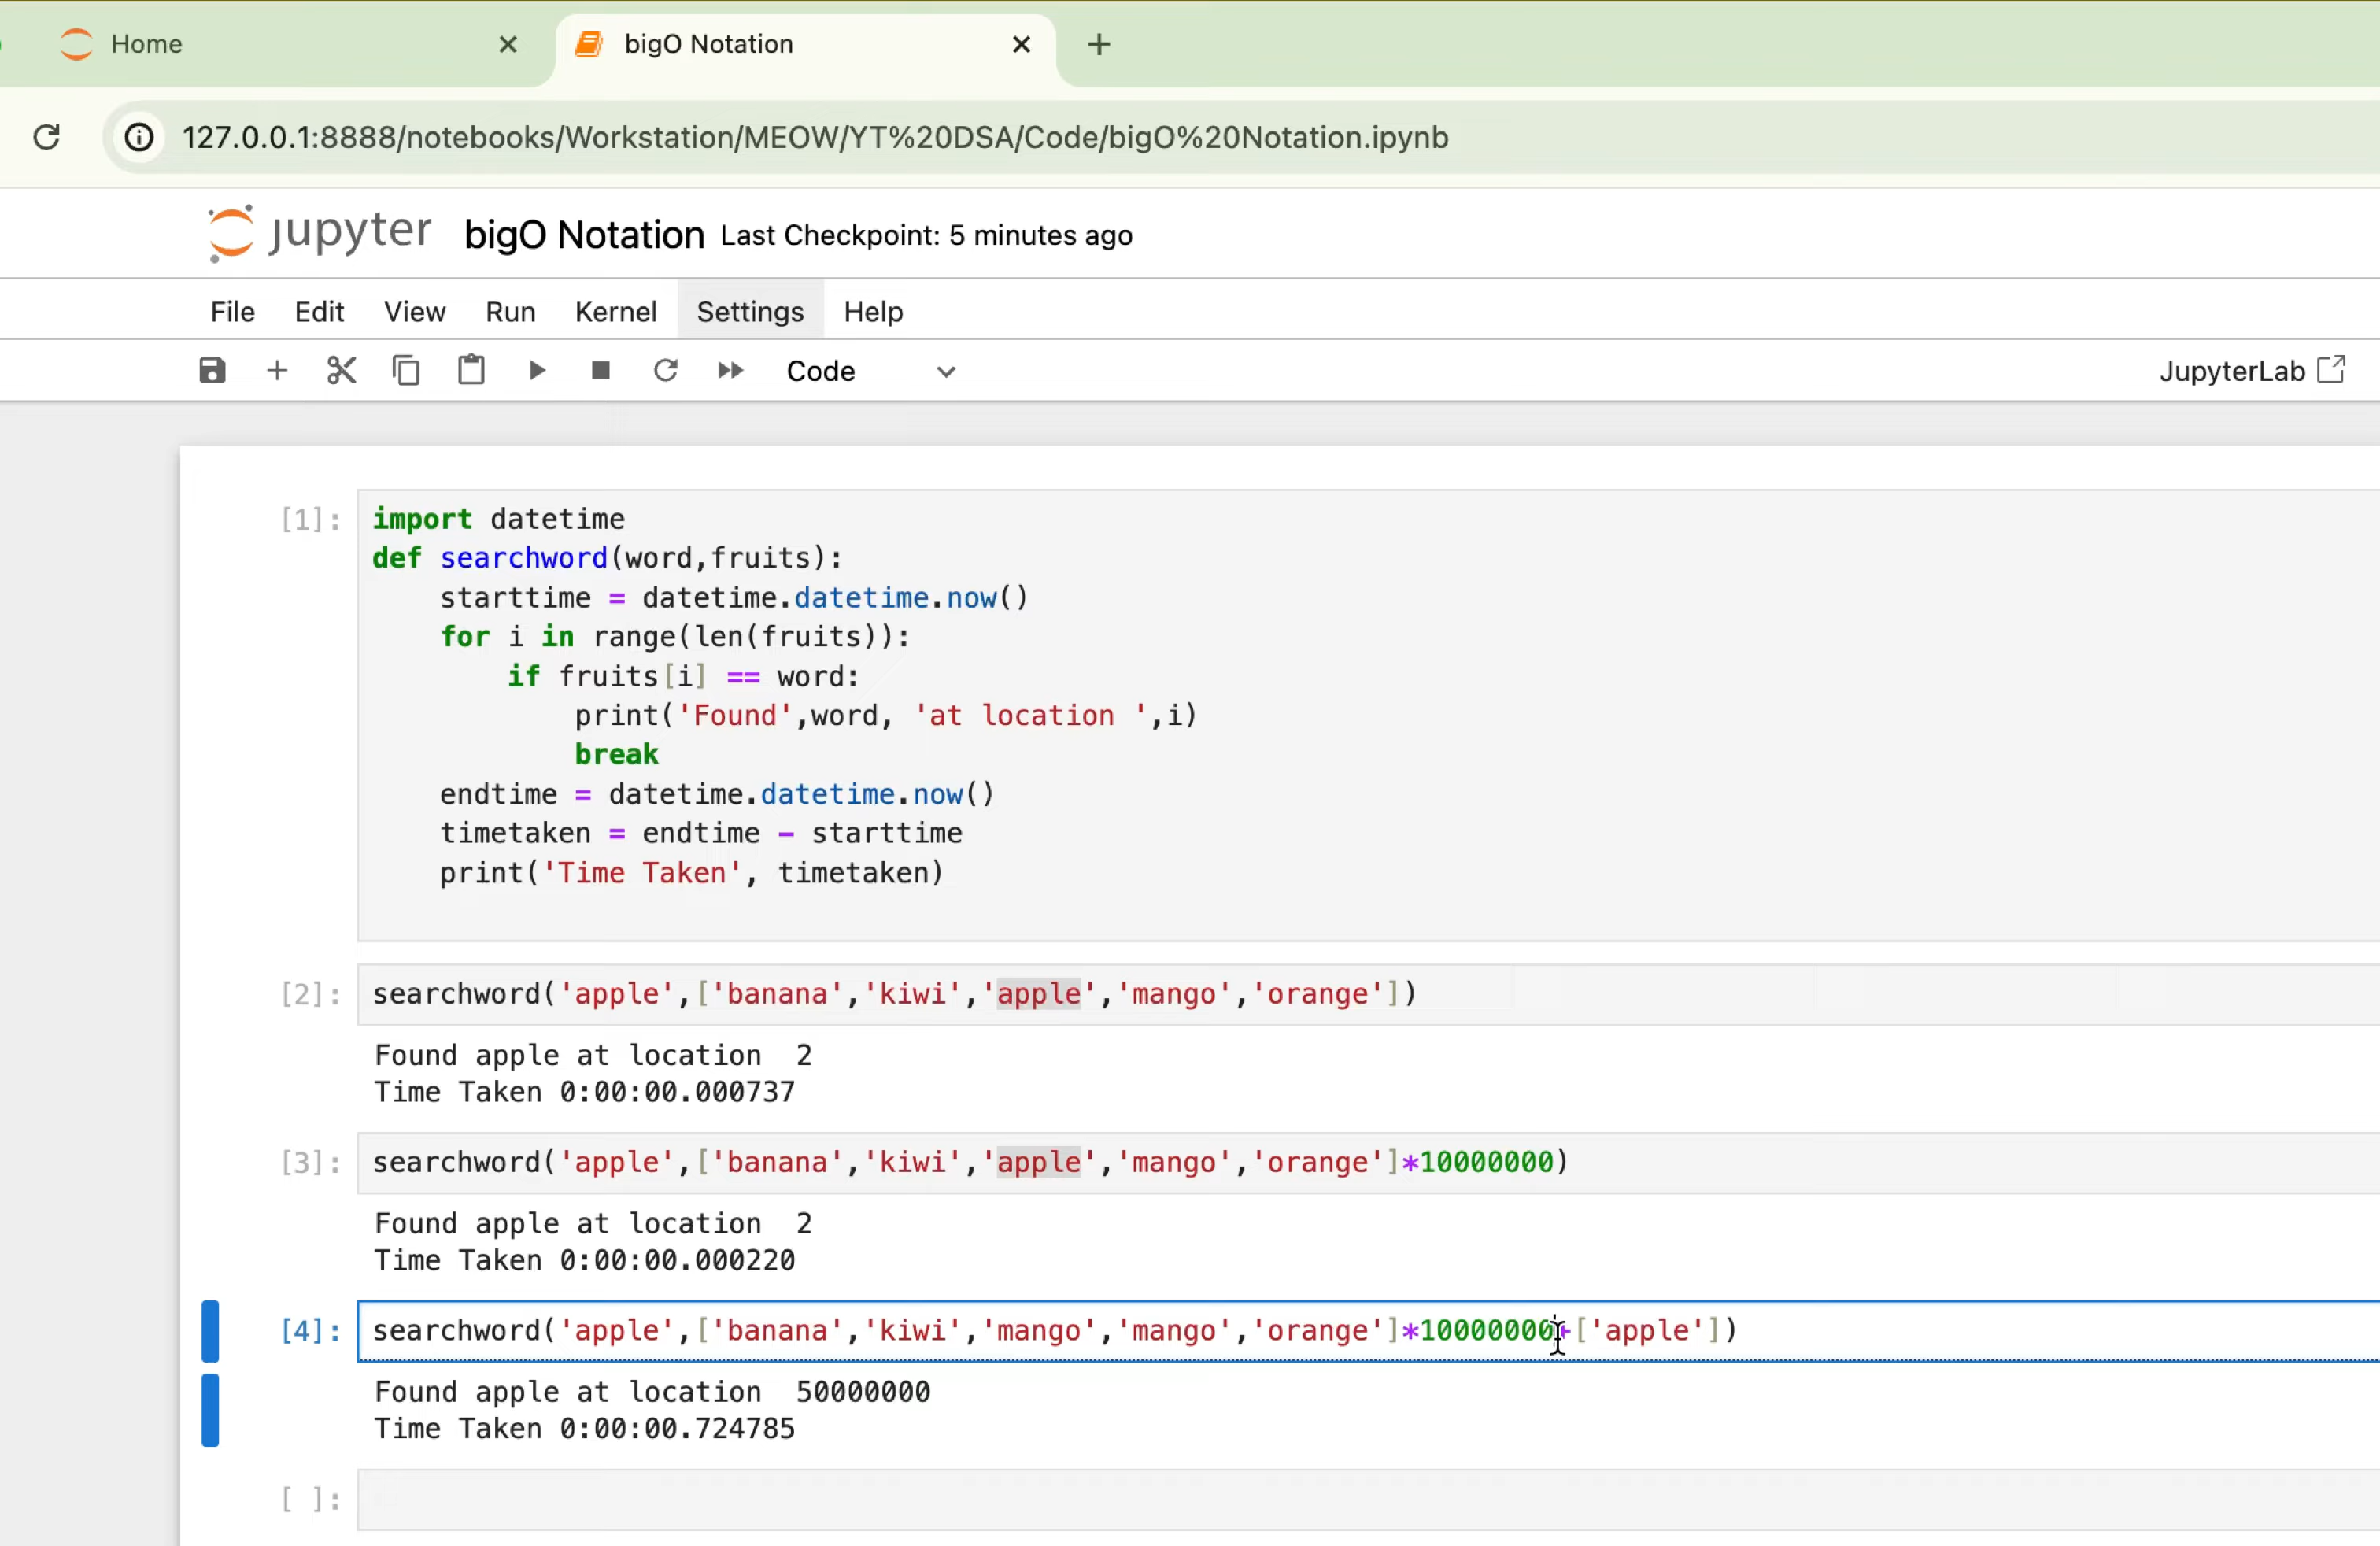 Home
bigO Notation
127.0.0.1:8888/notebooks/Workstation/MEOW/YT%20DSA/Code/bigO%20Notation.ipynb
jupyter bigO Notation Last Checkpoint: 5 minutes ago
File Edit View Run Kernel Settings Help
Code JupyterLab
[1]: import datetime
def searchword(word,fruits):
    starttime = datetime.datetime.now()
    for i in range(len(fruits)):
        if fruits[i] == word:
            print('Found',word, 'at location ',i)
            break
    endtime = datetime.datetime.now()
    timetaken = endtime - starttime
    print('Time Taken', timetaken)
[2]: searchword('apple',['banana','kiwi','apple','mango','orange'])
Found apple at location  2
Time Taken 0:00:00.000737
[3]: searchword('apple',['banana','kiwi','apple','mango','orange']*10000000)
Found apple at location  2
Time Taken 0:00:00.000220
[4]: searchword('apple',['banana','kiwi','mango','mango','orange']*10000000+['apple'])
Found apple at location  50000000
Time Taken 0:00:00.724785
[ ]: